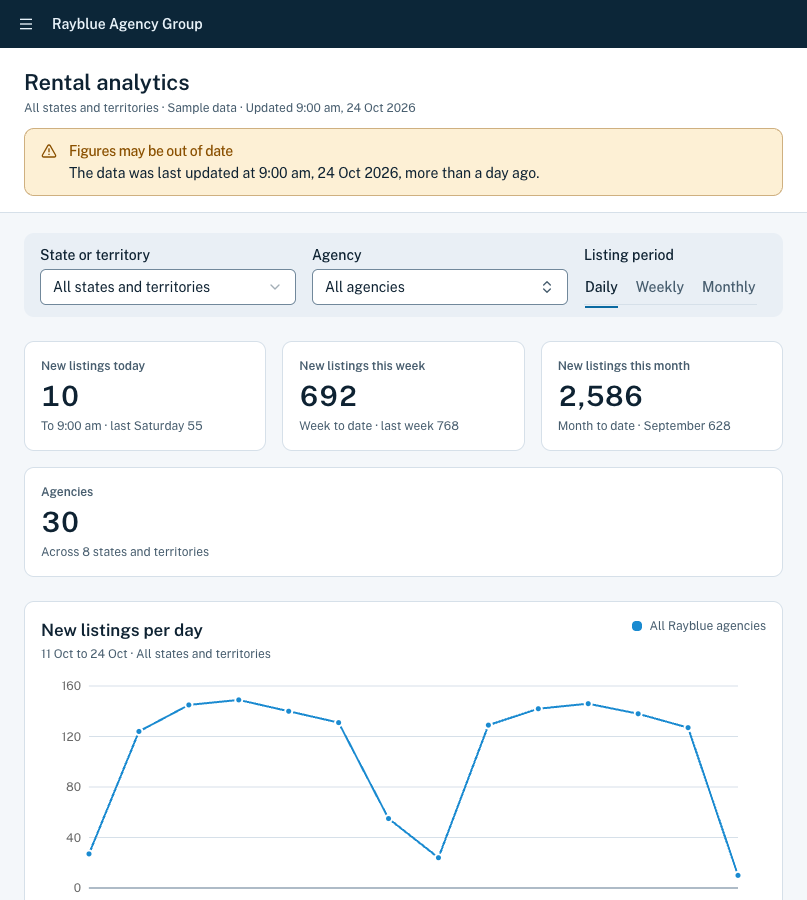 Rayblue Agency Group
Rental analytics
All states and territories · Sample data · Updated 9:00 am, 24 Oct 2026
Figures may be out of date
The data was last updated at 9:00 am, 24 Oct 2026, more than a day ago.
State or territory
All states and territories
Agency
All agencies
Listing period
Daily Weekly Monthly
New listings today
10
To 9:00 am · last Saturday 55
New listings this week
692
Week to date · last week 768
New listings this month
2,586
Month to date · September 628
Agencies
30
Across 8 states and territories
New listings per day
11 Oct to 24 Oct · All states and territories
All Rayblue agencies
160
120
80
40
0